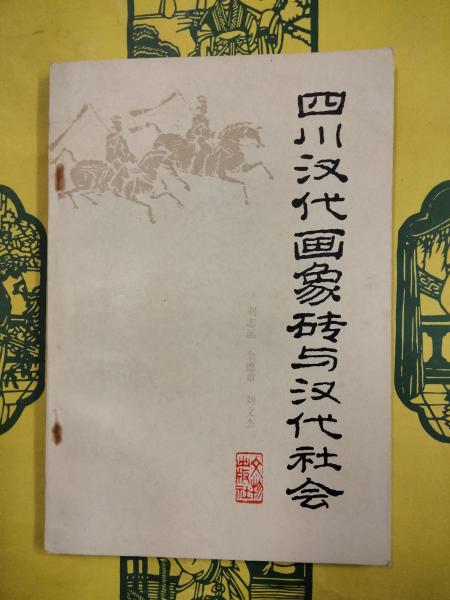 四川汉代画象砖与汉代社会
刘志远 余德章 刘文杰
文物
出版社